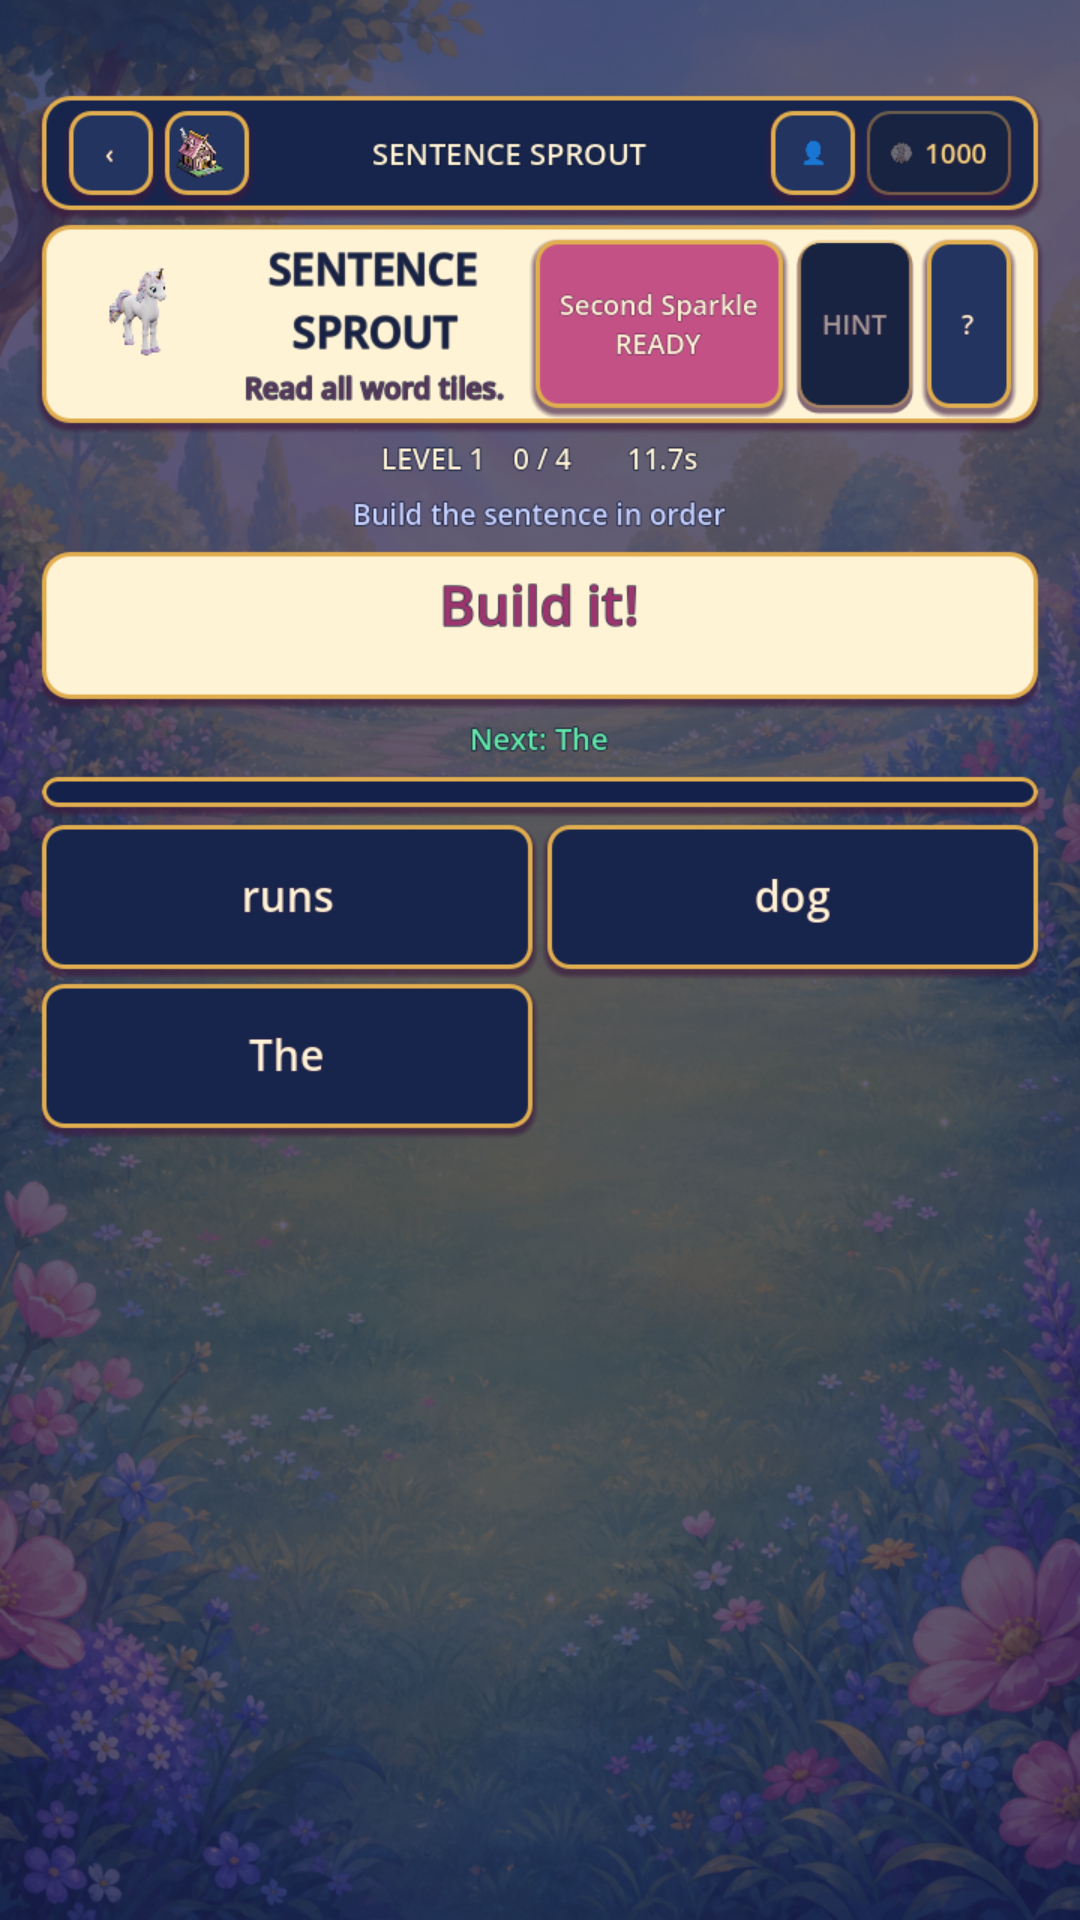 ‹ SENTENCE SPROUT 1000
SENTENCE
SPROUT
Read all word tiles.
Second Sparkle
READY
HINT
?
LEVEL 1 0 / 4 11.7s
Build the sentence in order
Build it!
Next: The
runs dog
The